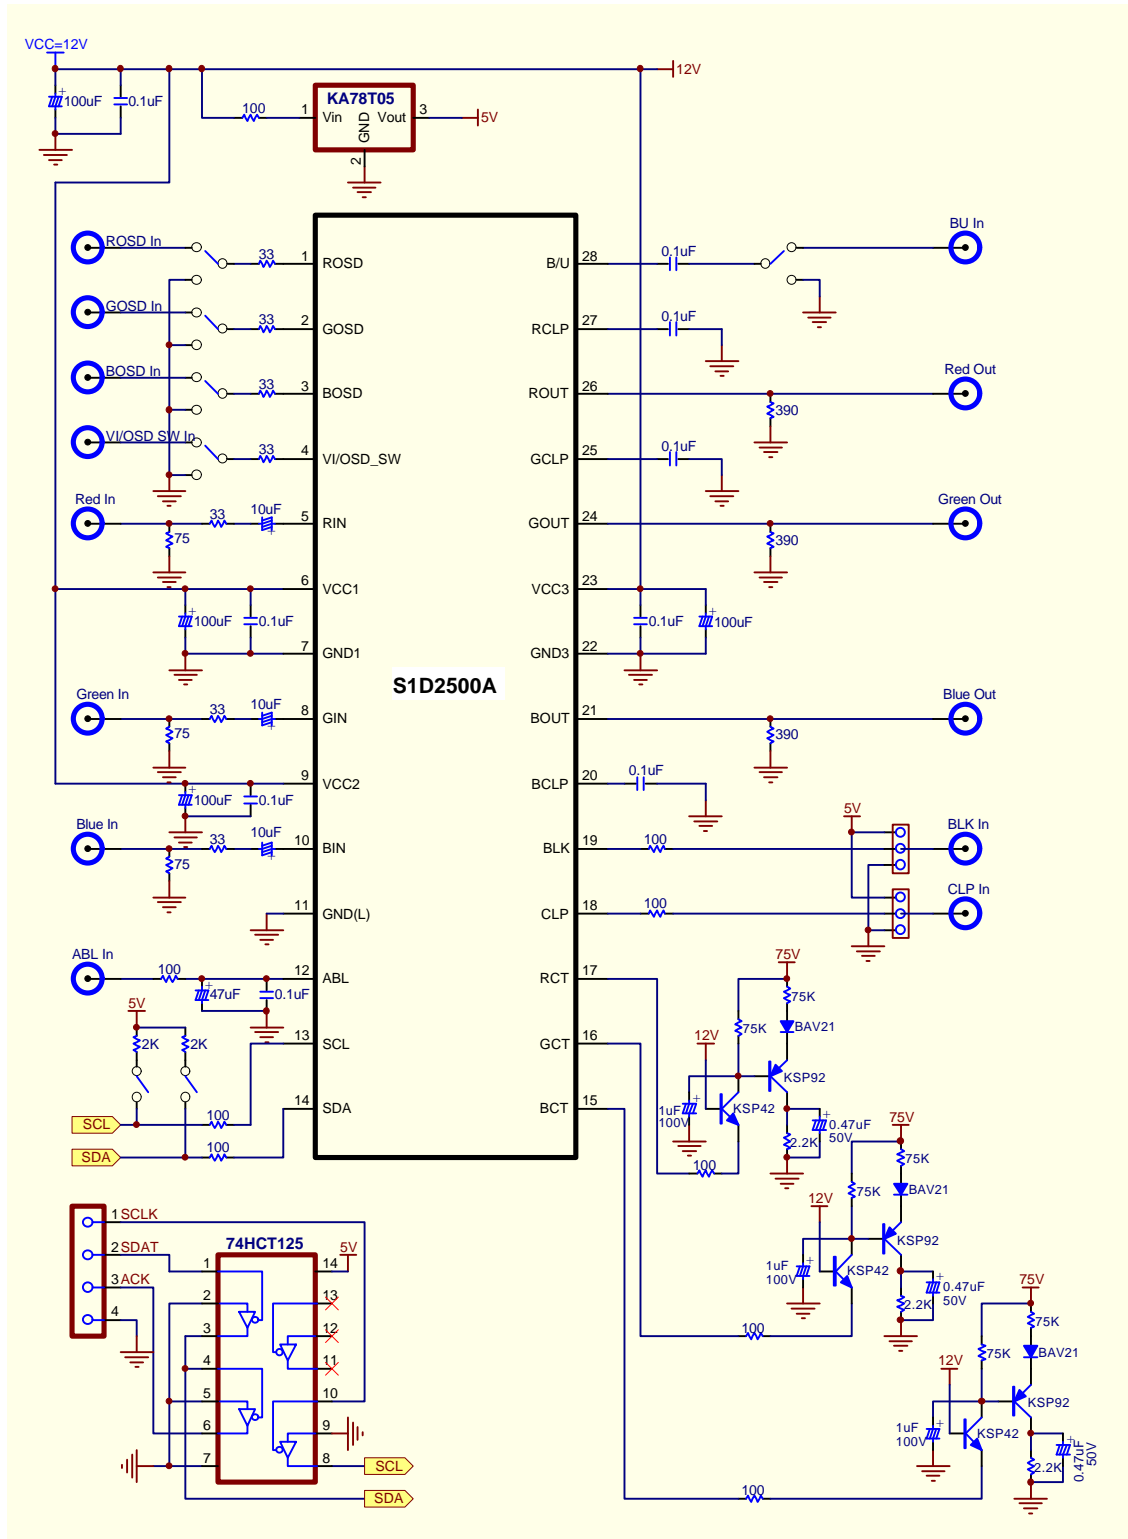 VCC=12V
12V
100uF
0.1uF
100
1
KA78T05
Vin
GND
Vout
3
5V
2
ROSD In
33
1
ROSD
GOSD In
33
2
GOSD
BOSD In
33
3
BOSD
VI/OSD SW In
33
4
VI/OSD_SW
Red In
33
10uF
+
5
RIN
75
6
VCC1
100uF
0.1uF
7
GND1
S1D2500A
Green In
33
10uF
+
8
GIN
75
9
VCC2
100uF
0.1uF
Blue In
33
10uF
+
10
BIN
75
11
GND(L)
ABL In
100
12
ABL
47uF
0.1uF
5V
2K
2K
13
SCL
14
SDA
SCL
100
SDA
100
B/U
28
0.1uF
BU In
RCLP
27
0.1uF
ROUT
26
Red Out
390
GCLP
25
0.1uF
GOUT
24
Green Out
390
VCC3
23
0.1uF
100uF
GND3
22
BOUT
21
Blue Out
390
BCLP
20
0.1uF
5V
BLK
19
100
BLK In
CLP
18
100
CLP In
RCT
17
75V
75K
75K
BAV21
12V
KSP92
1uF
100V
KSP42
0.47uF
50V
2.2K
100
GCT
16
75V
75K
75K
BAV21
12V
KSP92
1uF
100V
KSP42
0.47uF
50V
2.2K
100
BCT
15
75V
75K
75K
BAV21
12V
KSP92
1uF
100V
KSP42
0.47uF
50V
2.2K
100
1 SCLK
2 SDAT
3 ACK
4
74HCT125
5V
1
14
2
13
3
12
4
11
5
10
6
9
7
8
SCL
SDA